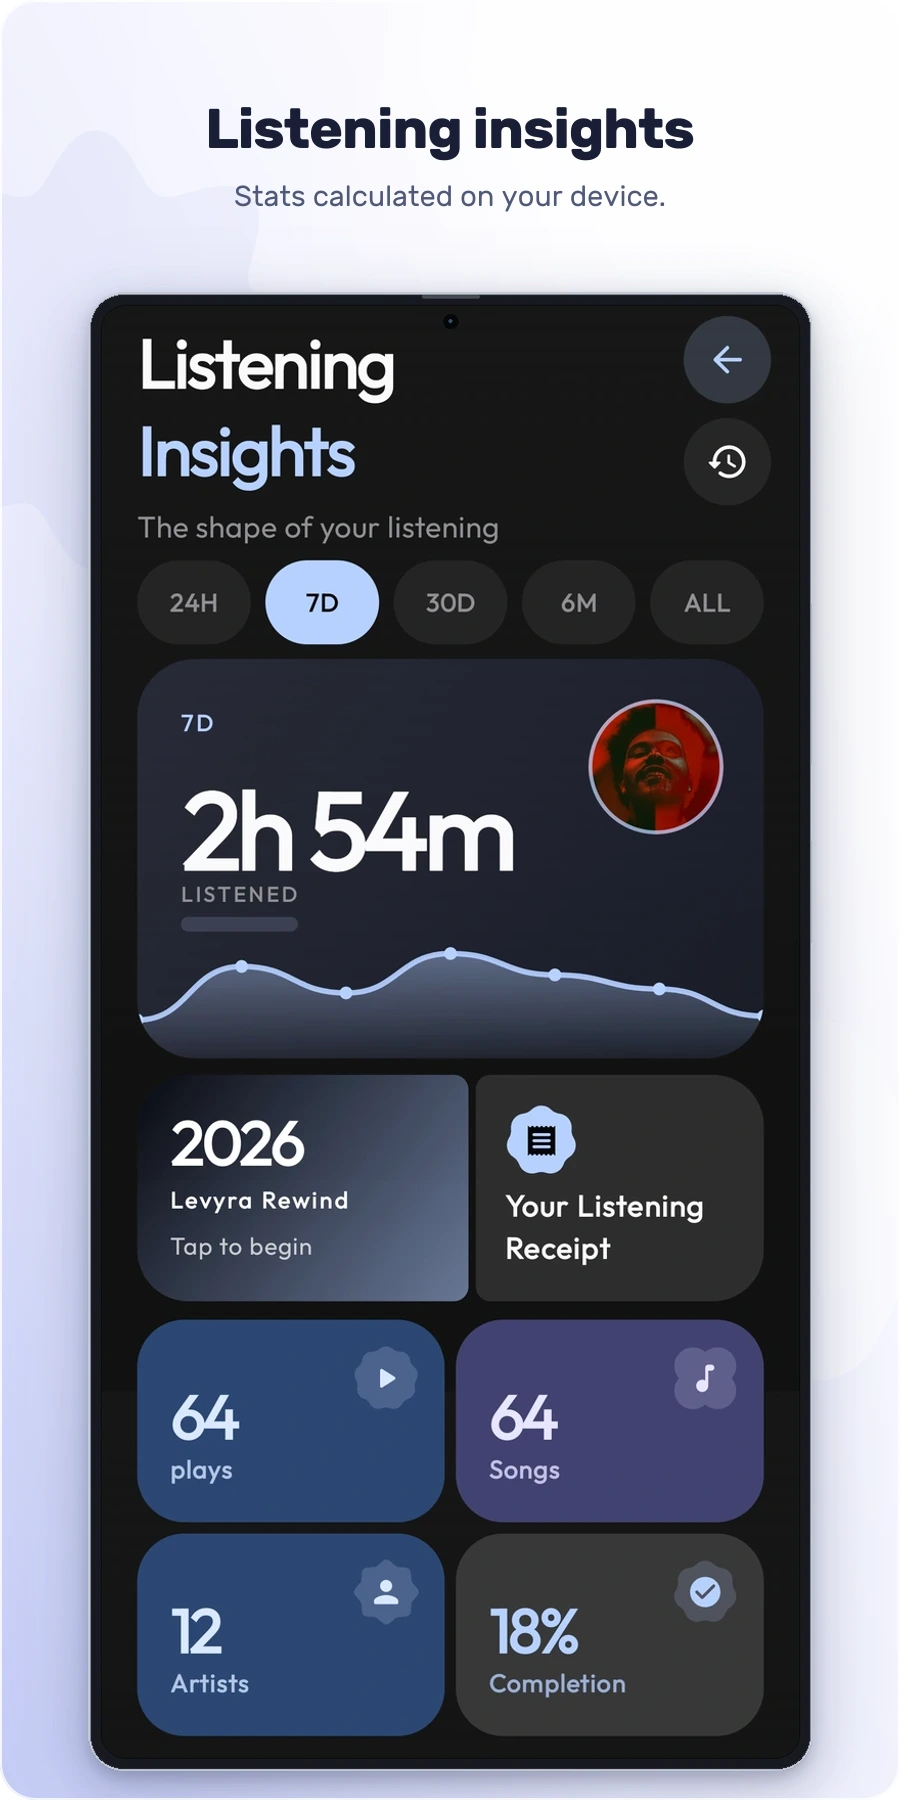 Listening insights
Stats calculated on your device.
Listening
Insights
The shape of your listening
24H
7D
30D
6M
ALL
7D
2h 54m
LISTENED
2026
Levyra Rewind
Tap to begin
Your Listening
Receipt
64
plays
64
Songs
12
Artists
18%
Completion